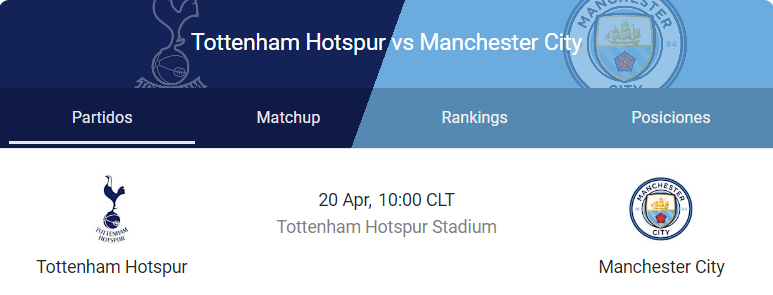 Tottenham Hotspur vs Manchester City
94
Partidos
Matchup
Rankings
Posiciones
20 Apr, 10:00 CLT
Tottenham Hotspur Stadium
TOTTENHAM
HOTSPUR
MANCHESTER
CITY
Tottenham Hotspur
Manchester City